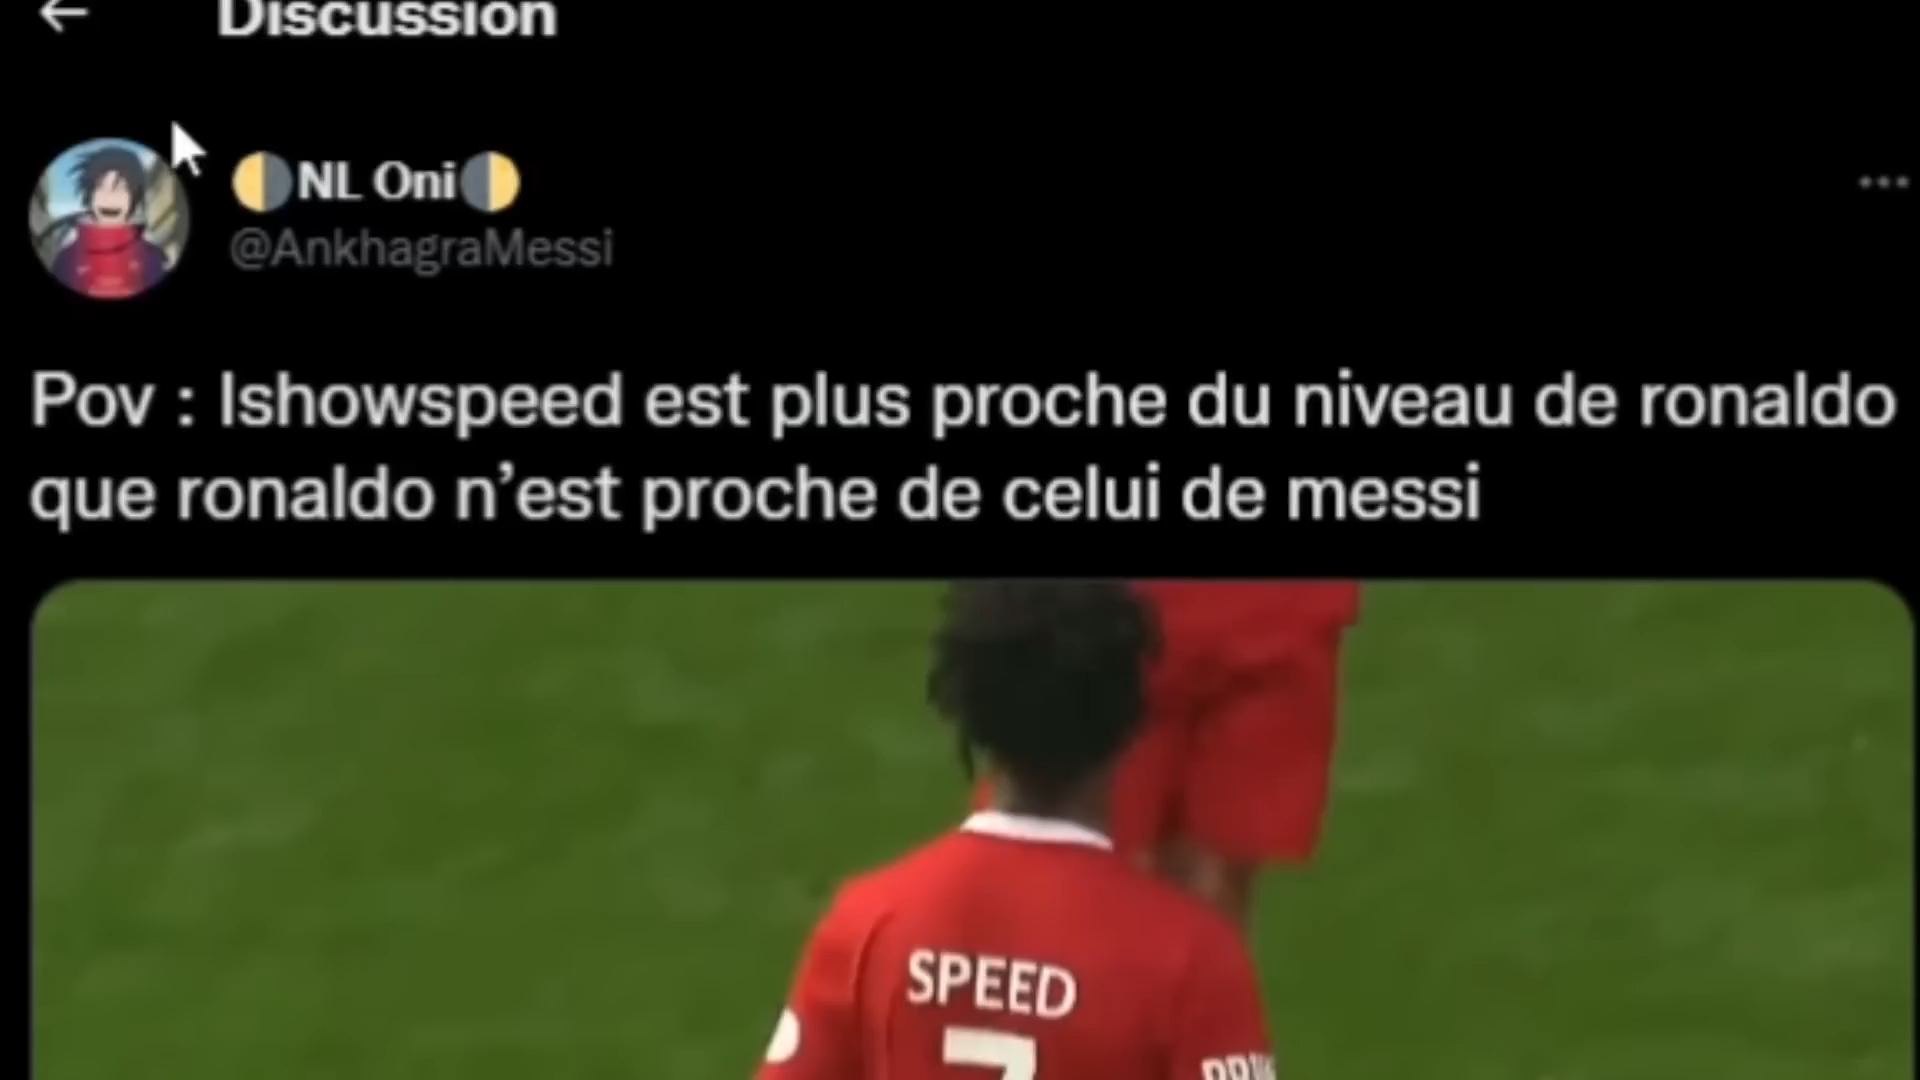 Discussion
NL Oni
@AnkhagraMessi
Pov : Ishowspeed est plus proche du niveau de ronaldo
que ronaldo n’est proche de celui de messi
SPEED
7